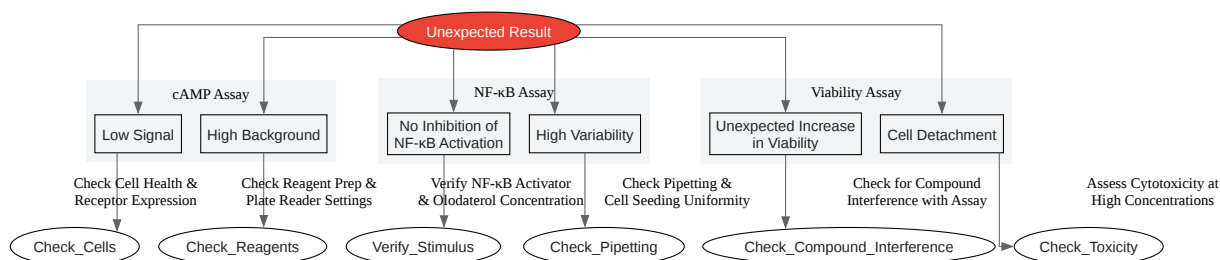 Unexpected Result
cAMP Assay
NF-κB Assay
Viability Assay
Low Signal
High Background
No Inhibition of
NF-κB Activation
High Variability
Unexpected Increase
in Viability
Cell Detachment
Check Cell Health &
Receptor Expression
Check Reagent Prep &
Plate Reader Settings
Verify NF-κB Activator
& Olodaterol Concentration
Check Pipetting &
Cell Seeding Uniformity
Check for Compound
Interference with Assay
Assess Cytotoxicity at
High Concentrations
Check_Cells
Check_Reagents
Verify_Stimulus
Check_Pipetting
Check_Compound_Interference
Check_Toxicity